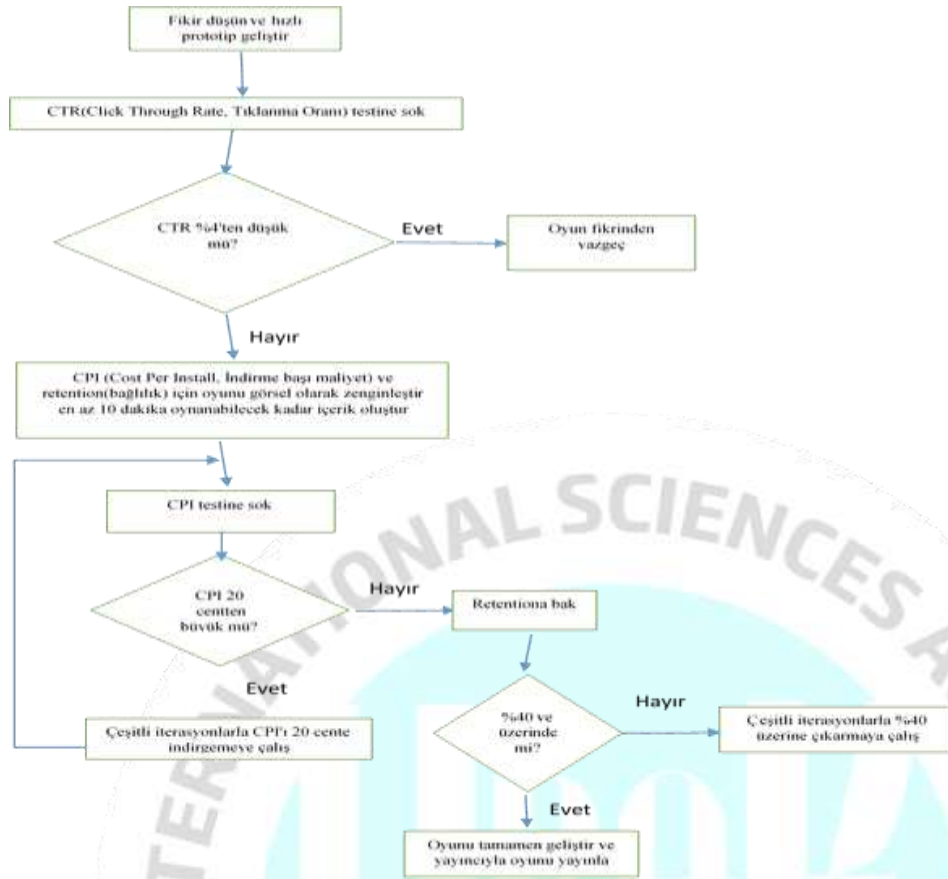 Fikir düşün ve hızlı
prototip geliştir
CTR(Click Through Rate, Tıklanma Oranı) testine sok
CTR %4'ten düşük
mü?
Evet
Oyun fikrinden
vazgeç
Hayır
CPI (Cost Per Install, İndirme başı maliyet) ve
retention(bağlılık) için oyunu görsel olarak zenginleştir
en az 10 dakika oynanabilecek kadar içerik oluştur
CPI testine sok
CPI 20
centten
büyük mü?
Hayır
Retentiona bak
Evet
Çeşitli iterasyonlarla CPI'ı 20 cente
indirgemeye çalış
%40 ve
üzerinde
mi?
Hayır
Çeşitli iterasyonlarla %40
üzerine çıkarmaya çalış
Evet
Oyunu tamamen geliştir ve
yayıncıyla oyunu yayınla